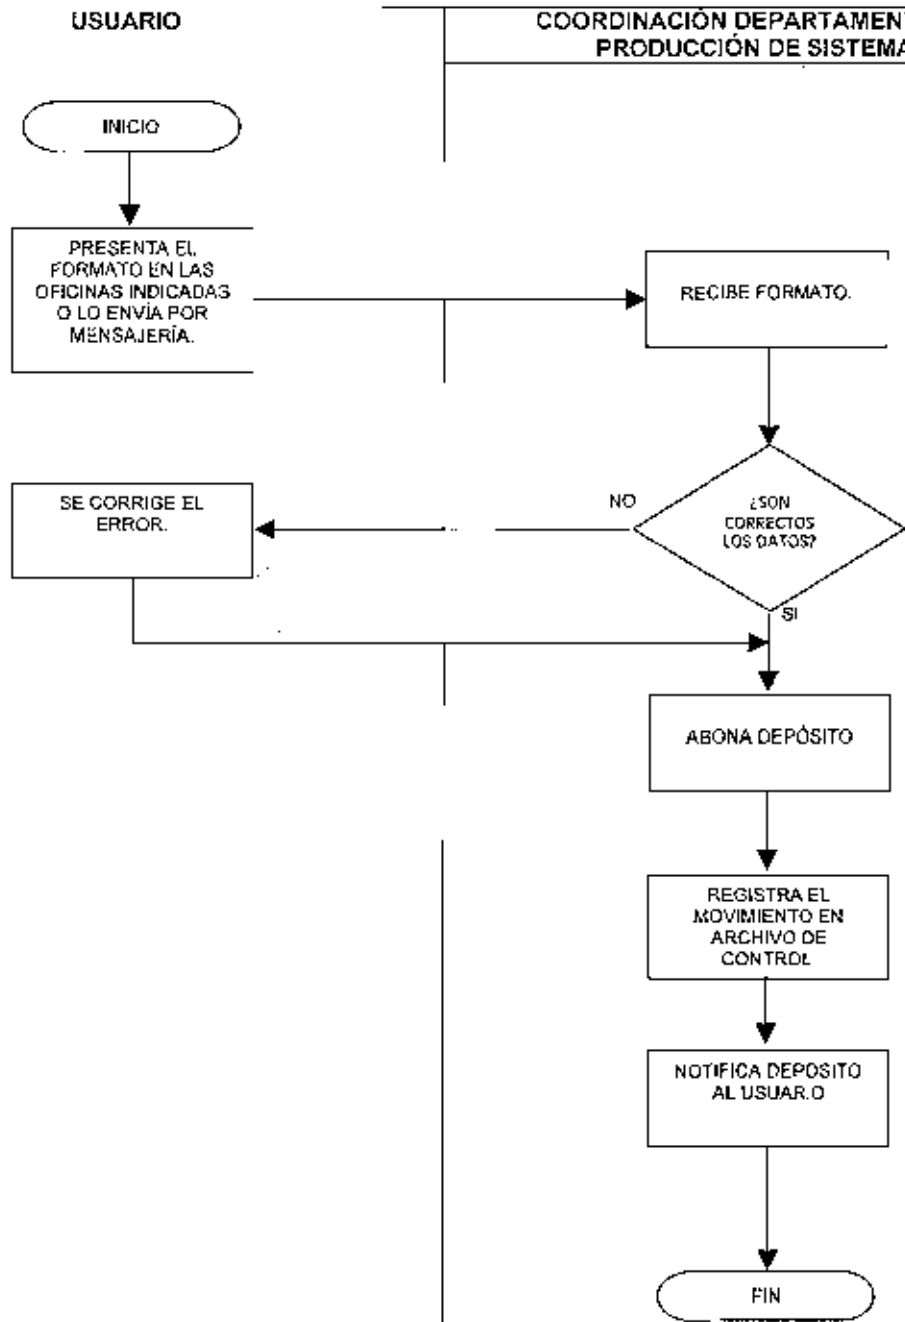 USUARIO
COORDINACIÓN DEPARTAMEN
PRODUCCIÓN DE SISTEMA
INICIO
PRESENTA EL
FORMATO EN LAS
OFICINAS INDICADAS
O LO ENVÍA POR
MENSAJERÍA.
RECIBE FORMATO.
SE CORRIGE EL
ERROR.
NO
¿SON
CORRECTOS
LOS DATOS?
SI
ABONA DEPÓSITO
REGISTRA EL
MOVIMIENTO EN
ARCHIVO DE
CONTROL
NOTIFICA DEPOSITO
AL USUARIO
FIN